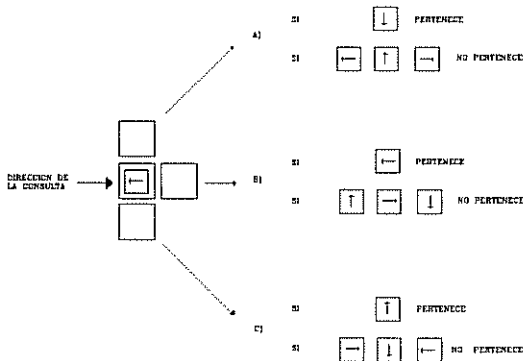 A)
SI PERTENECE
SI NO PERTENECE
DIRECCION DE
LA CONSULTA
B)
SI PERTENECE
SI NO PERTENECE
C)
SI PERTENECE
SI NO PERTENECE